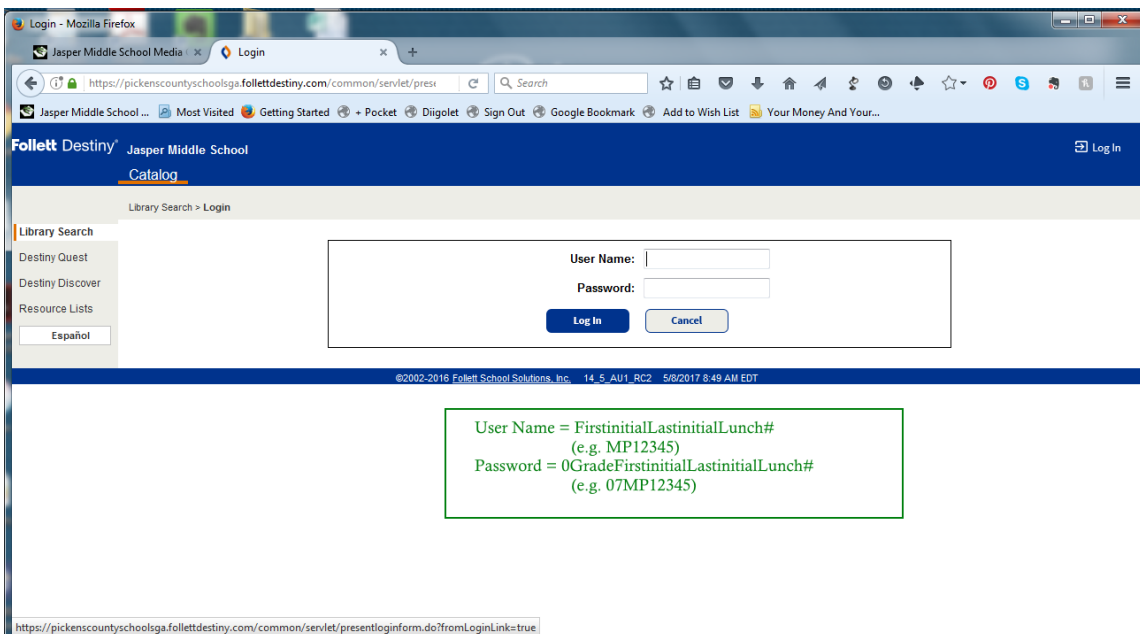 Login - Mozilla Firefox
Jasper Middle School Media
Login
https://pickenscountyschoolsga.follettdestiny.com/common/servlet/prese
Search
Jasper Middle School ... Most Visited Getting Started + Pocket Diigolet Sign Out Google Bookmark Add to Wish List Your Money And Your...
Follett Destiny® Jasper Middle School
Log In
Catalog
Library Search > Login
Library Search
Destiny Quest
Destiny Discover
Resource Lists
Español
User Name:
Password:
Log In Cancel
©2002-2016 Follett School Solutions, Inc. 14_5_AU1_RC2 5/8/2017 8:49 AM EDT
User Name = FirstinitialLastinitialLunch#
(e.g. MP12345)
Password = 0GradeFirstinitialLastinitialLunch#
(e.g. 07MP12345)
https://pickenscountyschoolsga.follettdestiny.com/common/servlet/presentloginform.do?fromLoginLink=true